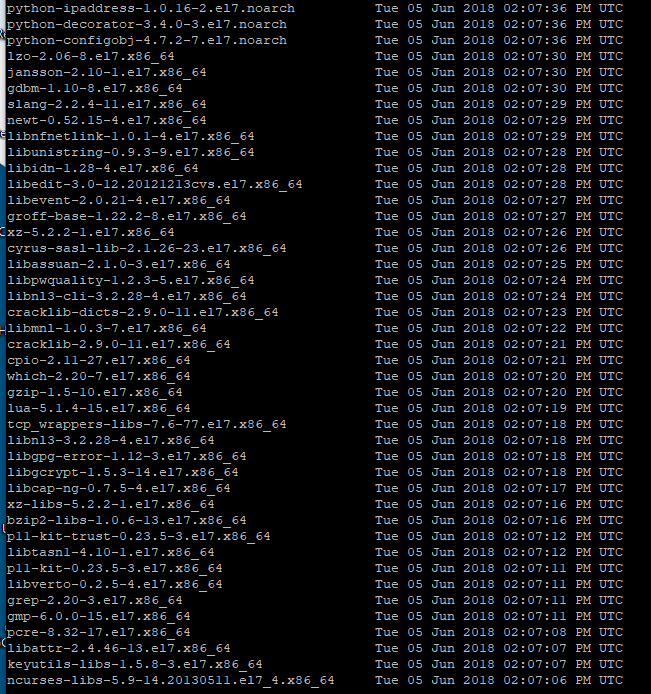 python-ipaddress-1.0.16-2.el7.noarch Tue 05 Jun 2018 02:07:36 PM UTC
python-decorator-3.4.0-3.el7.noarch Tue 05 Jun 2018 02:07:36 PM UTC
python-configobj-4.7.2-7.el7.noarch Tue 05 Jun 2018 02:07:36 PM UTC
lzo-2.06-8.el7.x86_64 Tue 05 Jun 2018 02:07:30 PM UTC
jansson-2.10-1.el7.x86_64 Tue 05 Jun 2018 02:07:30 PM UTC
gdbm-1.10-8.el7.x86_64 Tue 05 Jun 2018 02:07:30 PM UTC
slang-2.2.4-11.el7.x86_64 Tue 05 Jun 2018 02:07:29 PM UTC
newt-0.52.15-4.el7.x86_64 Tue 05 Jun 2018 02:07:29 PM UTC
libnfnetlink-1.0.1-4.el7.x86_64 Tue 05 Jun 2018 02:07:29 PM UTC
libunistring-0.9.3-9.el7.x86_64 Tue 05 Jun 2018 02:07:28 PM UTC
libidn-1.28-4.el7.x86_64 Tue 05 Jun 2018 02:07:28 PM UTC
libedit-3.0-12.20121213cvs.el7.x86_64 Tue 05 Jun 2018 02:07:28 PM UTC
libevent-2.0.21-4.el7.x86_64 Tue 05 Jun 2018 02:07:27 PM UTC
groff-base-1.22.2-8.el7.x86_64 Tue 05 Jun 2018 02:07:27 PM UTC
xz-5.2.2-1.el7.x86_64 Tue 05 Jun 2018 02:07:26 PM UTC
cyrus-sasl-lib-2.1.26-23.el7.x86_64 Tue 05 Jun 2018 02:07:26 PM UTC
libassuan-2.1.0-3.el7.x86_64 Tue 05 Jun 2018 02:07:25 PM UTC
libpwquality-1.2.3-5.el7.x86_64 Tue 05 Jun 2018 02:07:24 PM UTC
libnl3-cli-3.2.28-4.el7.x86_64 Tue 05 Jun 2018 02:07:24 PM UTC
cracklib-dicts-2.9.0-11.el7.x86_64 Tue 05 Jun 2018 02:07:23 PM UTC
libmnl-1.0.3-7.el7.x86_64 Tue 05 Jun 2018 02:07:22 PM UTC
cracklib-2.9.0-11.el7.x86_64 Tue 05 Jun 2018 02:07:21 PM UTC
cpio-2.11-27.el7.x86_64 Tue 05 Jun 2018 02:07:21 PM UTC
which-2.20-7.el7.x86_64 Tue 05 Jun 2018 02:07:20 PM UTC
gzip-1.5-10.el7.x86_64 Tue 05 Jun 2018 02:07:20 PM UTC
lua-5.1.4-15.el7.x86_64 Tue 05 Jun 2018 02:07:19 PM UTC
tcp_wrappers-libs-7.6-77.el7.x86_64 Tue 05 Jun 2018 02:07:18 PM UTC
libnl3-3.2.28-4.el7.x86_64 Tue 05 Jun 2018 02:07:18 PM UTC
libgpg-error-1.12-3.el7.x86_64 Tue 05 Jun 2018 02:07:18 PM UTC
libgcrypt-1.5.3-14.el7.x86_64 Tue 05 Jun 2018 02:07:18 PM UTC
libcap-ng-0.7.5-4.el7.x86_64 Tue 05 Jun 2018 02:07:17 PM UTC
xz-libs-5.2.2-1.el7.x86_64 Tue 05 Jun 2018 02:07:16 PM UTC
bzip2-libs-1.0.6-13.el7.x86_64 Tue 05 Jun 2018 02:07:16 PM UTC
p11-kit-trust-0.23.5-3.el7.x86_64 Tue 05 Jun 2018 02:07:12 PM UTC
libtasn1-4.10-1.el7.x86_64 Tue 05 Jun 2018 02:07:12 PM UTC
p11-kit-0.23.5-3.el7.x86_64 Tue 05 Jun 2018 02:07:11 PM UTC
libverto-0.2.5-4.el7.x86_64 Tue 05 Jun 2018 02:07:11 PM UTC
grep-2.20-3.el7.x86_64 Tue 05 Jun 2018 02:07:11 PM UTC
gmp-6.0.0-15.el7.x86_64 Tue 05 Jun 2018 02:07:11 PM UTC
pcre-8.32-17.el7.x86_64 Tue 05 Jun 2018 02:07:08 PM UTC
libattr-2.4.46-13.el7.x86_64 Tue 05 Jun 2018 02:07:07 PM UTC
keyutils-libs-1.5.8-3.el7.x86_64 Tue 05 Jun 2018 02:07:07 PM UTC
ncurses-libs-5.9-14.20130511.el7_4.x86_64 Tue 05 Jun 2018 02:07:06 PM UTC